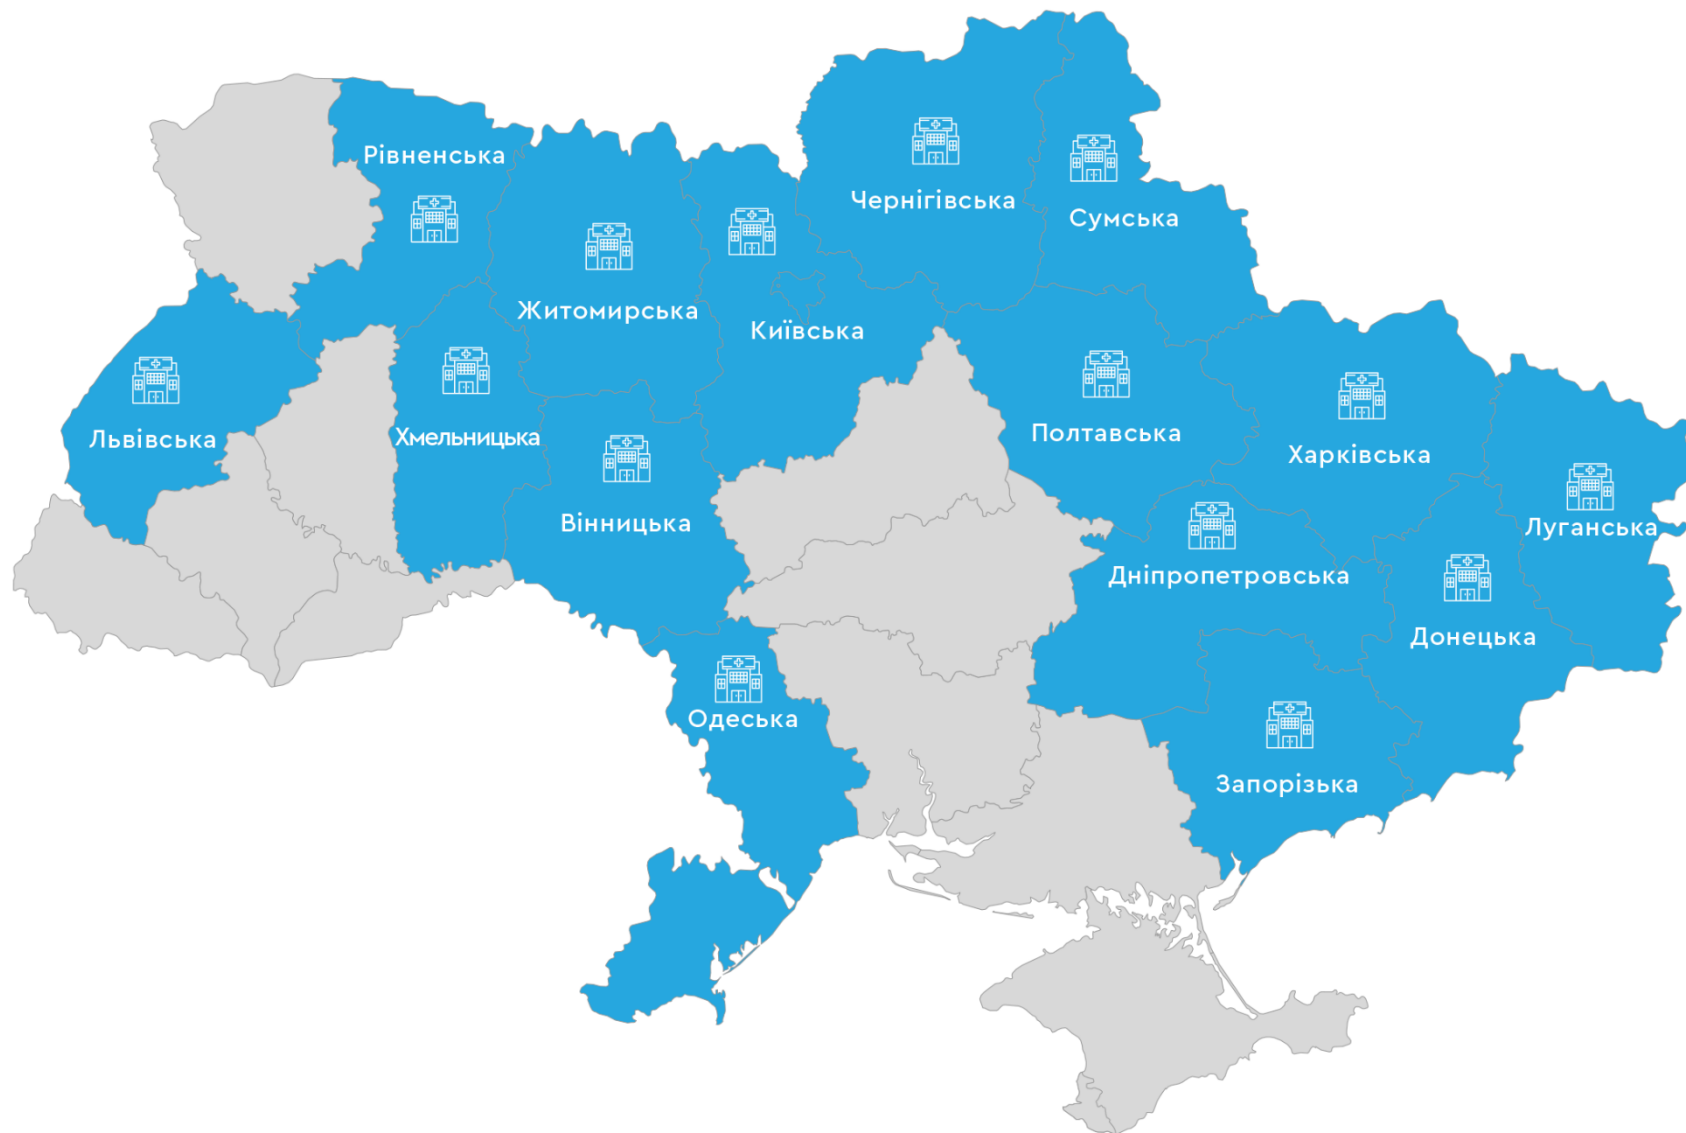 Рівненська
Чернігівська
Сумська
Житомирська
Київська
Львівська
Хмельницька
Полтавська
Харківська
Вінницька
Луганська
Дніпропетровська
Донецька
Одеська
Запорізька